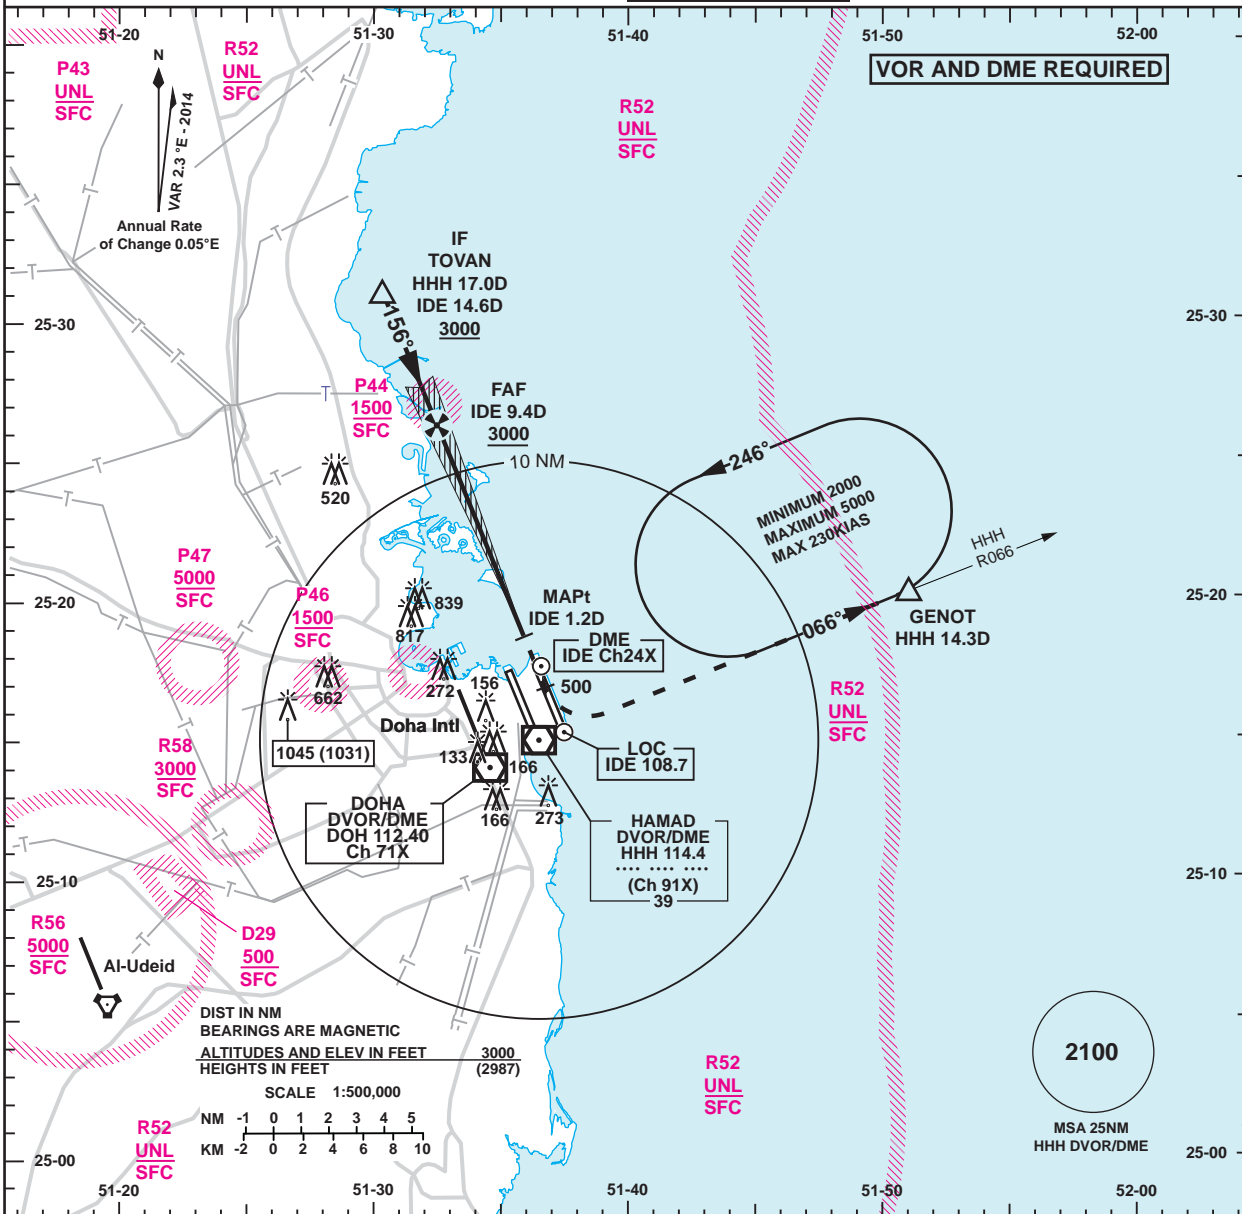 51-20
51-30
51-40
51-50
52-00
P43
UNL
SFC
R52
UNL
SFC
N
VAR 2.3 °E - 2014
Annual Rate
of Change 0.05°E
R52
UNL
SFC
VOR AND DME REQUIRED
IF
TOVAN
HHH 17.0D
IDE 14.6D
3000
156°
25-30
25-30
P44
1500
SFC
FAF
IDE 9.4D
3000
10 NM
520
246°
MINIMUM 2000
MAXIMUM 5000
MAX 230KIAS
HHH
R066
P47
5000
SFC
P46
1500
SFC
25-20
25-20
839
817
MAPt
IDE 1.2D
066°
GENOT
HHH 14.3D
DME
IDE Ch24X
662
272
156
500
R52
UNL
SFC
Doha Intl
1045 (1031)
133
166
LOC
IDE 108.7
R58
3000
SFC
DOHA
DVOR/DME
DOH 112.40
Ch 71X
166
273
HAMAD
DVOR/DME
HHH 114.4
.... ... ....
(Ch 91X)
39
25-10
25-10
R56
5000
SFC
D29
500
SFC
Al-Udeid
DIST IN NM
BEARINGS ARE MAGNETIC
ALTITUDES AND ELEV IN FEET 3000
HEIGHTS IN FEET (2987)
SCALE 1:500,000
NM -1 0 1 2 3 4 5
KM -2 0 2 4 6 8 10
R52
UNL
SFC
2100
MSA 25NM
HHH DVOR/DME
R52
UNL
SFC
25-00
25-00
51-20
51-30
51-40
51-50
52-00